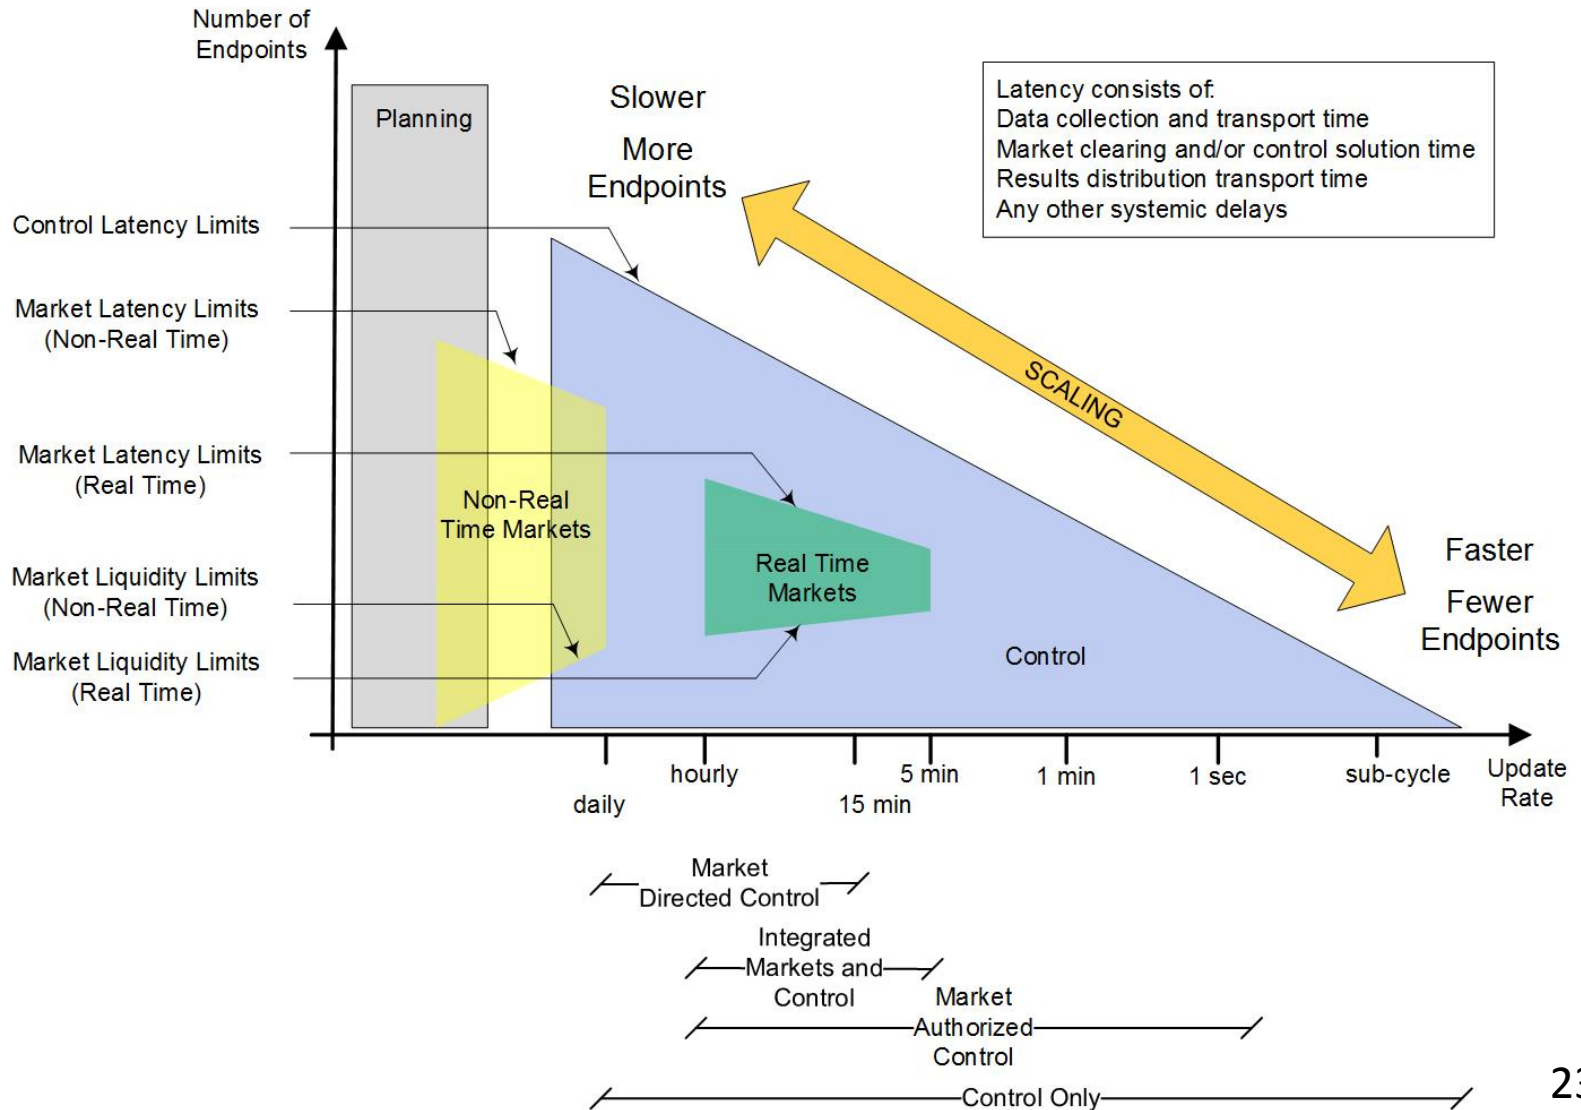 Number of
Endpoints
Planning
Slower
More
Endpoints
Latency consists of:
Data collection and transport time
Market clearing and/or control solution time
Results distribution transport time
Any other systemic delays
Control Latency Limits
Market Latency Limits
(Non-Real Time)
SCALING
Market Latency Limits
(Real Time)
Non-Real
Time Markets
Real Time
Markets
Faster
Fewer
Endpoints
Market Liquidity Limits
(Non-Real Time)
Market Liquidity Limits
(Real Time)
Control
daily
hourly
15 min
5 min
1 min
1 sec
sub-cycle
Update
Rate
Market
Directed Control
Integrated
Markets and
Control
Market
Authorized
Control
Control Only
23